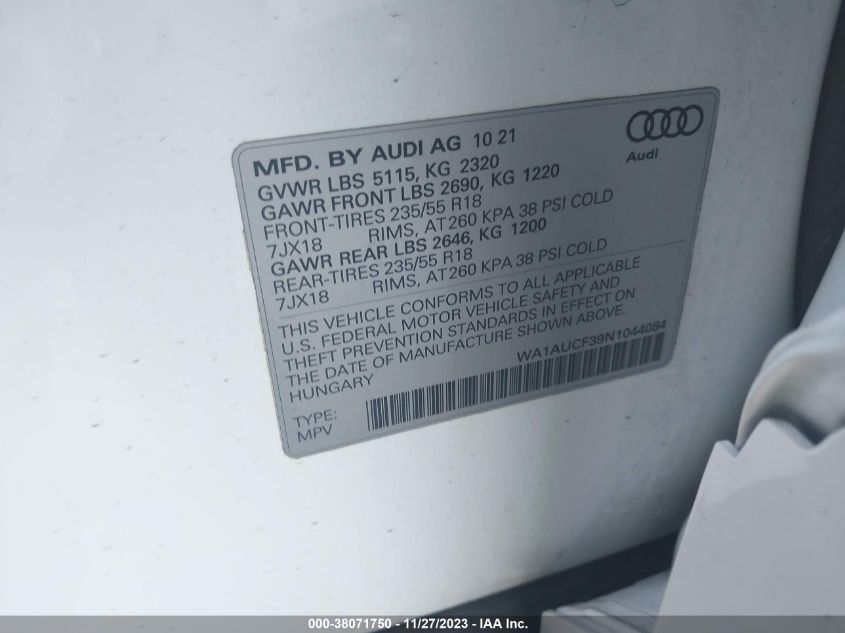 MFD. BY AUDI AG 10 21
Audi
GVWR LBS 5115, KG 2320
GAWR FRONT LBS 2690, KG 1220
FRONT-TIRES 235/55 R18
7JX18 RIMS, AT260 KPA 38 PSI COLD
GAWR REAR LBS 2646, KG 1200
REAR-TIRES 235/55 R18
7JX18 RIMS, AT260 KPA 38 PSI COLD
THIS VEHICLE CONFORMS TO ALL APPLICABLE
U.S. FEDERAL MOTOR VEHICLE SAFETY AND
THEFT PREVENTION STANDARDS IN EFFECT ON
THE DATE OF MANUFACTURE SHOWN ABOVE.
HUNGARY WA1AUCF39N1044084
TYPE:
MPV
000-38071750 - 11/27/2023 - IAA Inc.